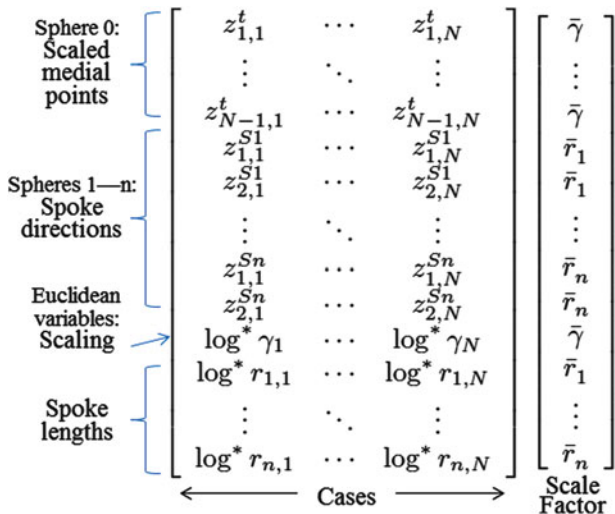 Sphere 0: Scaled medial points
z^t_{1,1} ⋯ z^t_{1,N} γ̄
⋮ ⋱ ⋮ ⋮
z^t_{N-1,1} ⋯ z^t_{N-1,N} γ̄
Spheres 1—n: Spoke directions
z^{S1}_{1,1} ⋯ z^{S1}_{1,N} r̄_1
z^{S1}_{2,1} ⋯ z^{S1}_{2,N} r̄_1
⋮ ⋱ ⋮ ⋮
z^{Sn}_{1,1} ⋯ z^{Sn}_{1,N} r̄_n
z^{Sn}_{2,1} ⋯ z^{Sn}_{2,N} r̄_n
Euclidean variables: Scaling
log* γ_1 ⋯ log* γ_N γ̄
Spoke lengths
log* r_{1,1} ⋯ log* r_{1,N} r̄_1
⋮ ⋱ ⋮ ⋮
log* r_{n,1} ⋯ log* r_{n,N} r̄_n
Cases
Scale
Factor